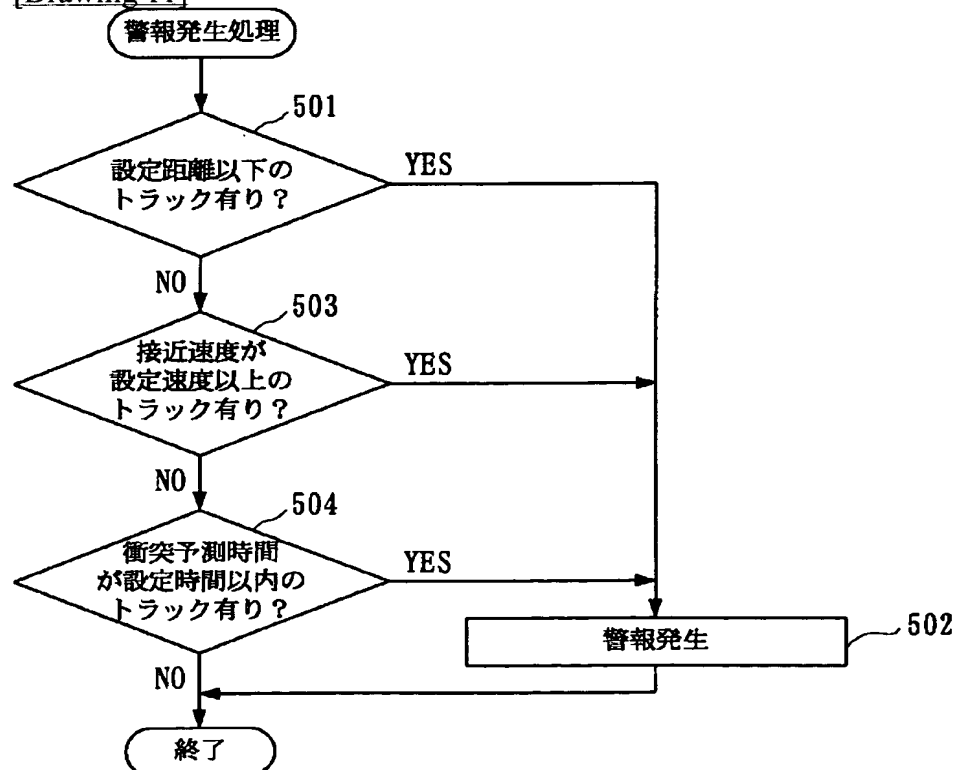 警報発生処理
501
設定距離以下の
トラック有り？
YES
NO
503
接近速度が
設定速度以上の
トラック有り？
YES
NO
504
衝突予測時間
が設定時間以内の
トラック有り？
YES
警報発生
502
NO
終了